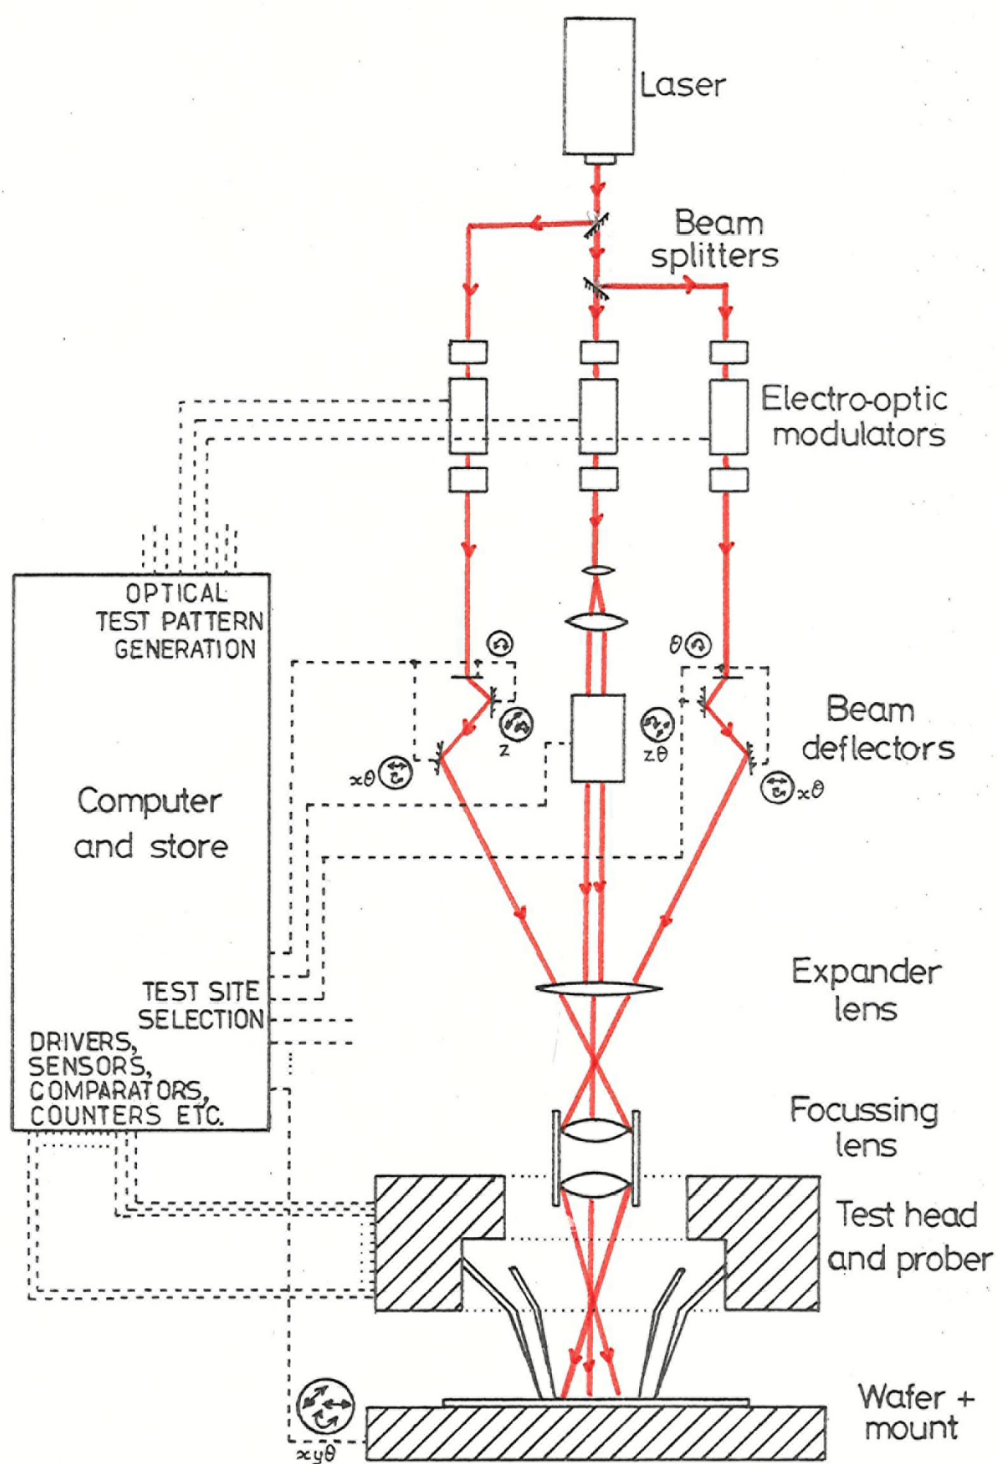 Laser
Beam
splitters
Electro-optic
modulators
OPTICAL
TEST PATTERN
GENERATION
θ
z
zθ
xθ
xθ
Beam
deflectors
Computer
and store
Expander
lens
TEST SITE
SELECTION
DRIVERS,
SENSORS,
COMPARATORS,
COUNTERS ETC.
Focussing
lens
Test head
and prober
Wafer +
mount
xyθ